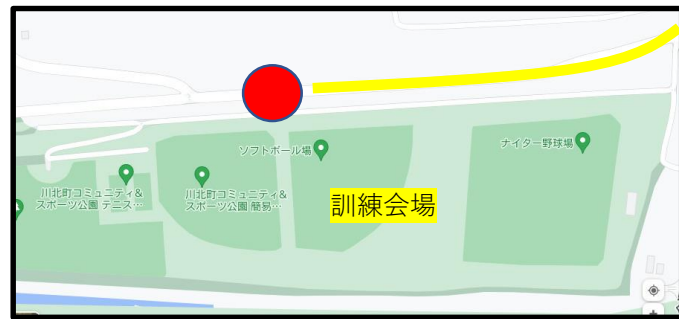 ソフトボール場
ナイター野球場
川北町コミュニティ&
スポーツ公園 テニス…
川北町コミュニティ&
スポーツ公園 簡易…
訓練会場